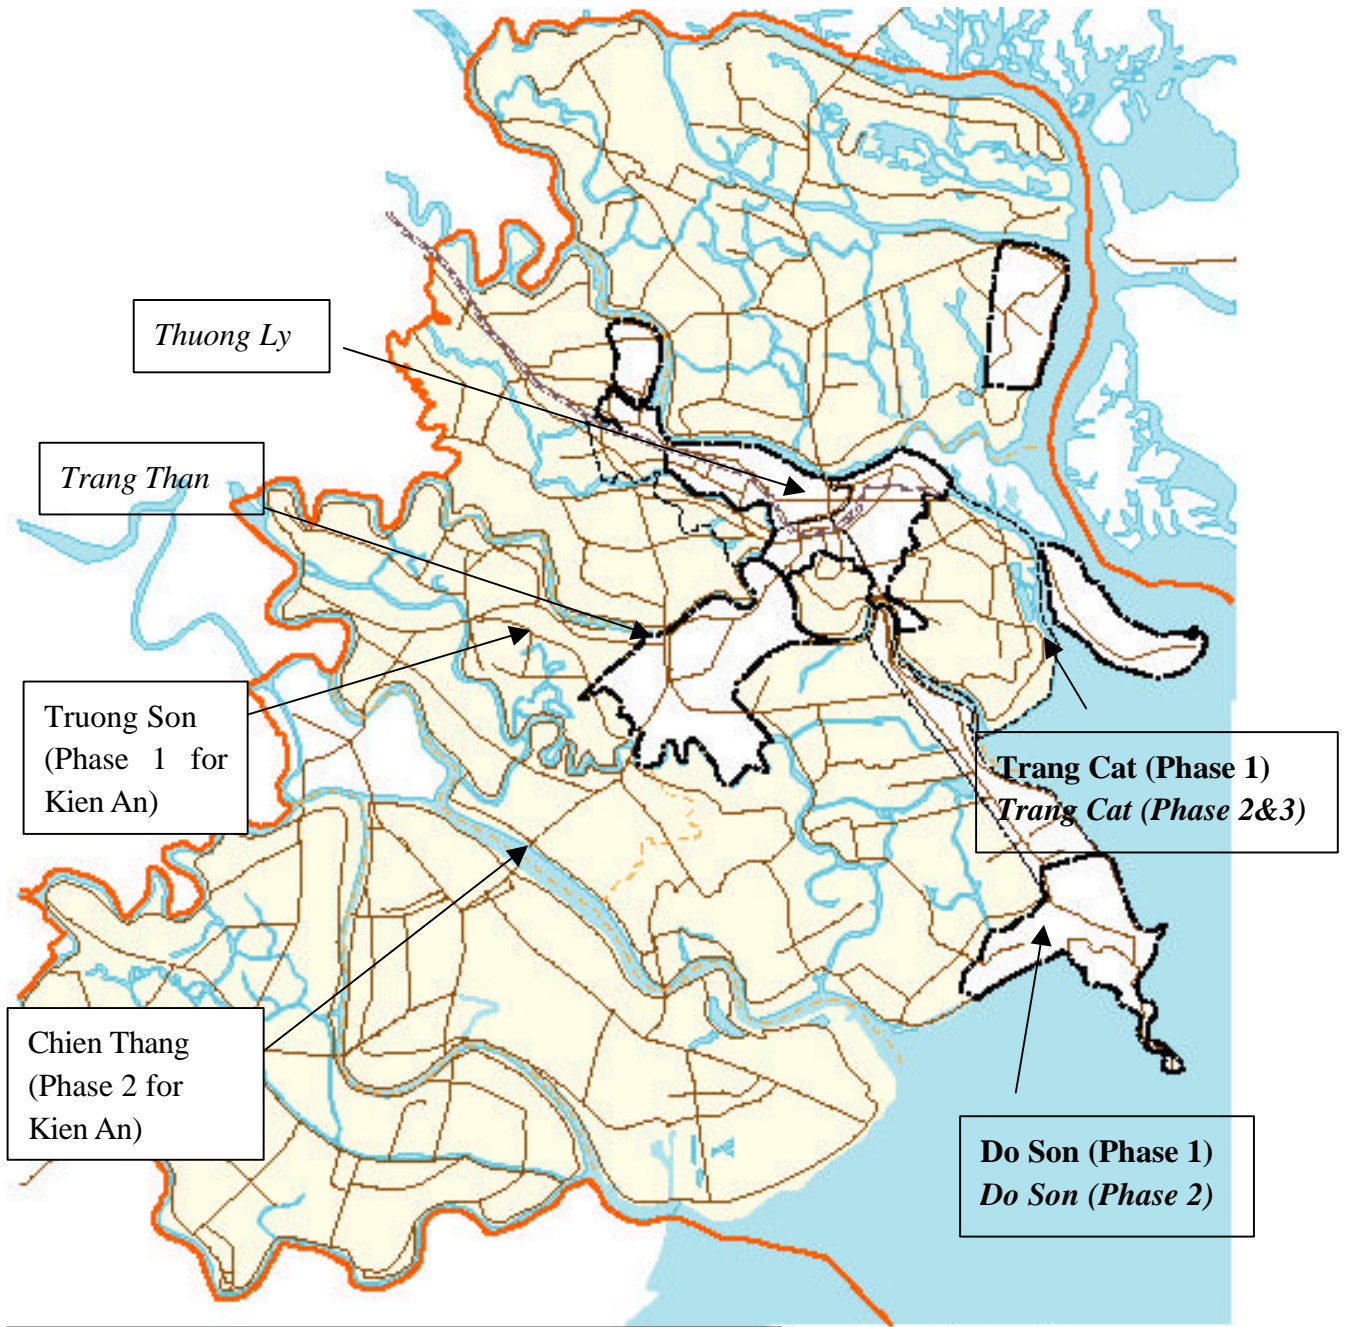 Thuong Ly
Trang Than
Truong Son
(Phase 1 for
Kien An)
Trang Cat (Phase 1)
Trang Cat (Phase 2&3)
Chien Thang
(Phase 2 for
Kien An)
Do Son (Phase 1)
Do Son (Phase 2)